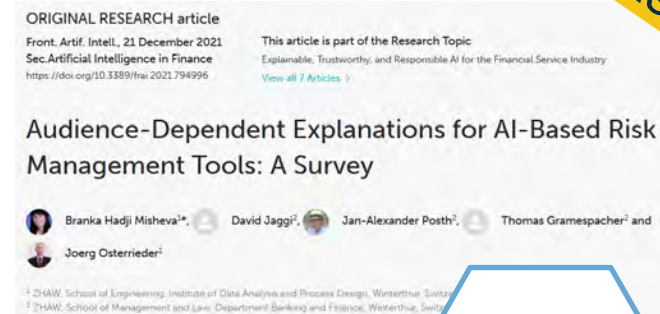 ORIGINAL RESEARCH article
Front. Artif. Intell., 21 December 2021
Sec.Artificial Intelligence in Finance
https://doi.org/10.3389/frai.2021.794996
This article is part of the Research Topic
Explainable, Trustworthy, and Responsible AI for the Financial Service Industry
View all 7 Articles >
Audience-Dependent Explanations for AI-Based Risk
Management Tools: A Survey
Branka Hadji Misheva¹*, David Jaggi², Jan-Alexander Posth², Thomas Gramespacher² and
Joerg Osterrieder¹
¹ ZHAW, School of Engineering, Institute of Data Analysis and Process Design, Winterthur,
² ZHAW, School of Management and Law, Department Banking and Finance, Winterthur,